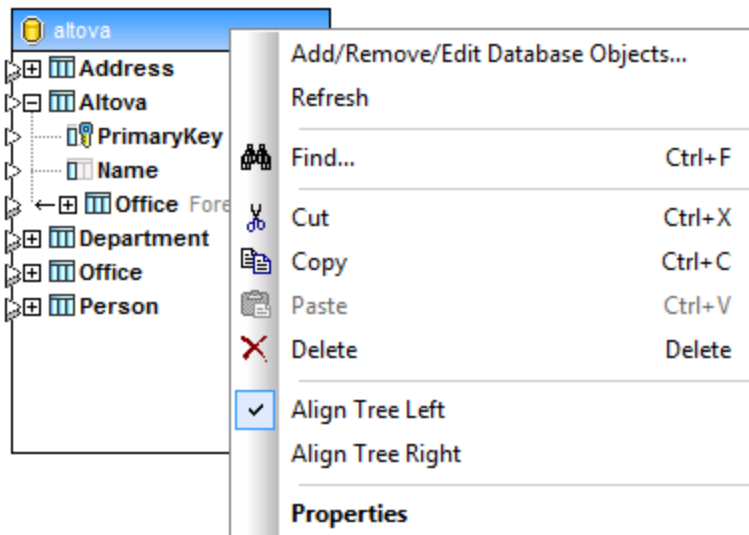 altova
Address
Altova
PrimaryKey
Name
Office Fore
Department
Office
Person
Add/Remove/Edit Database Objects...
Refresh
Find... Ctrl+F
Cut Ctrl+X
Copy Ctrl+C
Paste Ctrl+V
Delete Delete
Align Tree Left
Align Tree Right
Properties